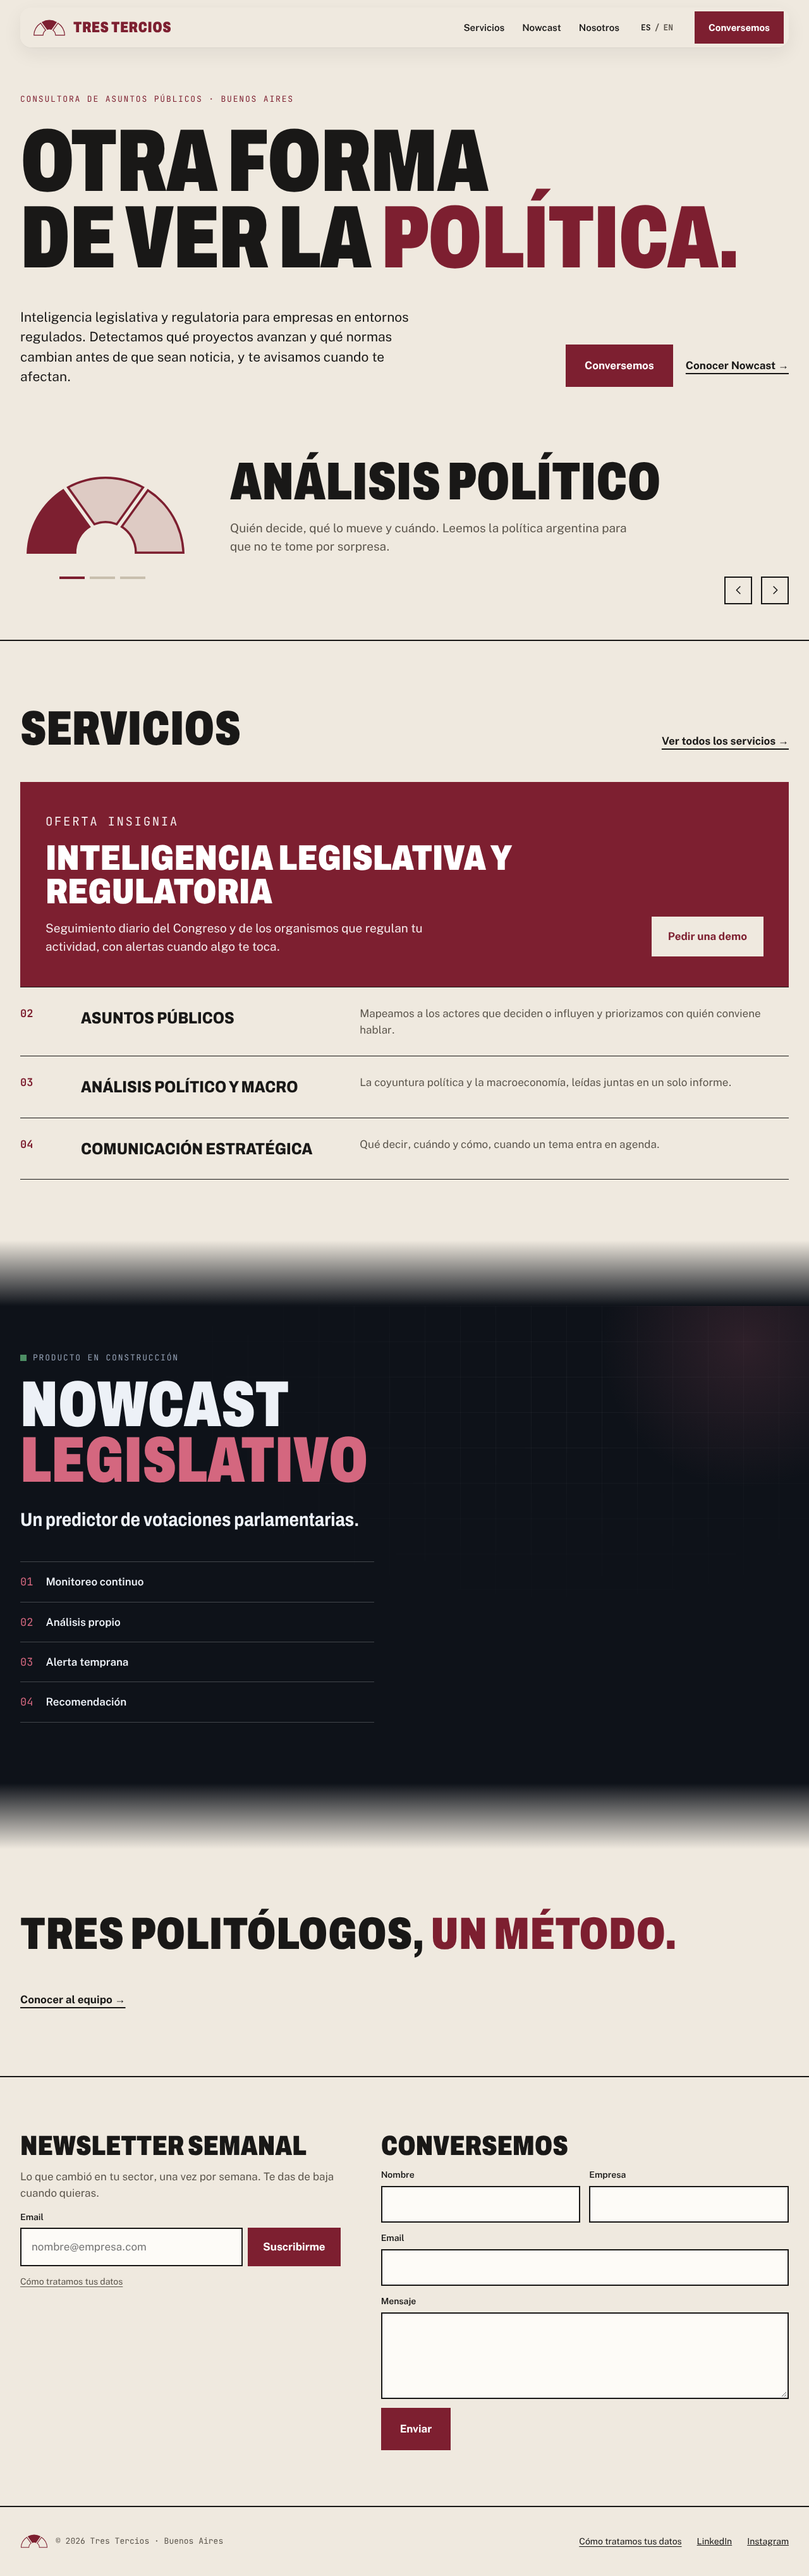 TRES TERCIOS
Servicios
Nowcast
Nosotros
ES / EN
Conversemos
CONSULTORA DE ASUNTOS PÚBLICOS · BUENOS AIRES
OTRA FORMA
DE VER LA POLÍTICA.
Inteligencia legislativa y regulatoria para empresas en entornos
regulados. Detectamos qué proyectos avanzan y qué normas
cambian antes de que sean noticia, y te avisamos cuando te
afectan.
Conversemos
Conocer Nowcast →
ANÁLISIS POLÍTICO
Quién decide, qué lo mueve y cuándo. Leemos la política argentina para
que no te tome por sorpresa.
SERVICIOS
Ver todos los servicios →
OFERTA INSIGNIA
INTELIGENCIA LEGISLATIVA Y
REGULATORIA
Seguimiento diario del Congreso y de los organismos que regulan tu
actividad, con alertas cuando algo te toca.
Pedir una demo
02
ASUNTOS PÚBLICOS
Mapeamos a los actores que deciden o influyen y priorizamos con quién conviene
hablar.
03
ANÁLISIS POLÍTICO Y MACRO
La coyuntura política y la macroeconomía, leídas juntas en un solo informe.
04
COMUNICACIÓN ESTRATÉGICA
Qué decir, cuándo y cómo, cuando un tema entra en agenda.
PRODUCTO EN CONSTRUCCIÓN
NOWCAST
LEGISLATIVO
Un predictor de votaciones parlamentarias.
01 Monitoreo continuo
02 Análisis propio
03 Alerta temprana
04 Recomendación
TRES POLITÓLOGOS, UN MÉTODO.
Conocer al equipo →
NEWSLETTER SEMANAL
Lo que cambió en tu sector, una vez por semana. Te das de baja
cuando quieras.
Email
nombre@empresa.com
Suscribirme
Cómo tratamos tus datos
CONVERSEMOS
Nombre
Empresa
Email
Mensaje
Enviar
© 2026 Tres Tercios · Buenos Aires
Cómo tratamos tus datos
LinkedIn
Instagram